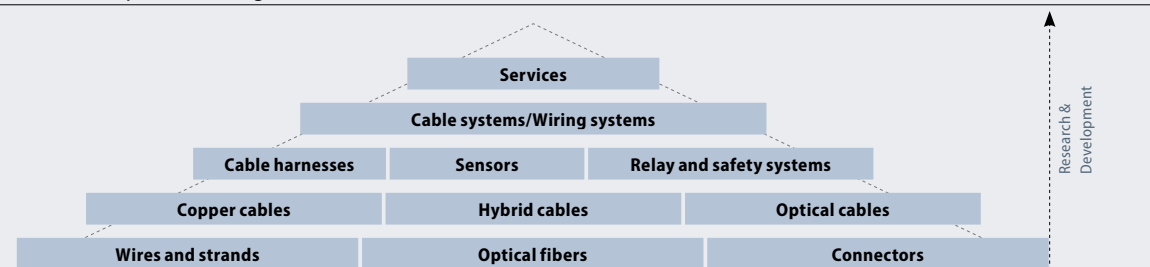 Services
Cable systems/Wiring systems
Cable harnesses
Sensors
Relay and safety systems
Copper cables
Hybrid cables
Optical cables
Wires and strands
Optical fibers
Connectors
Research &
Development